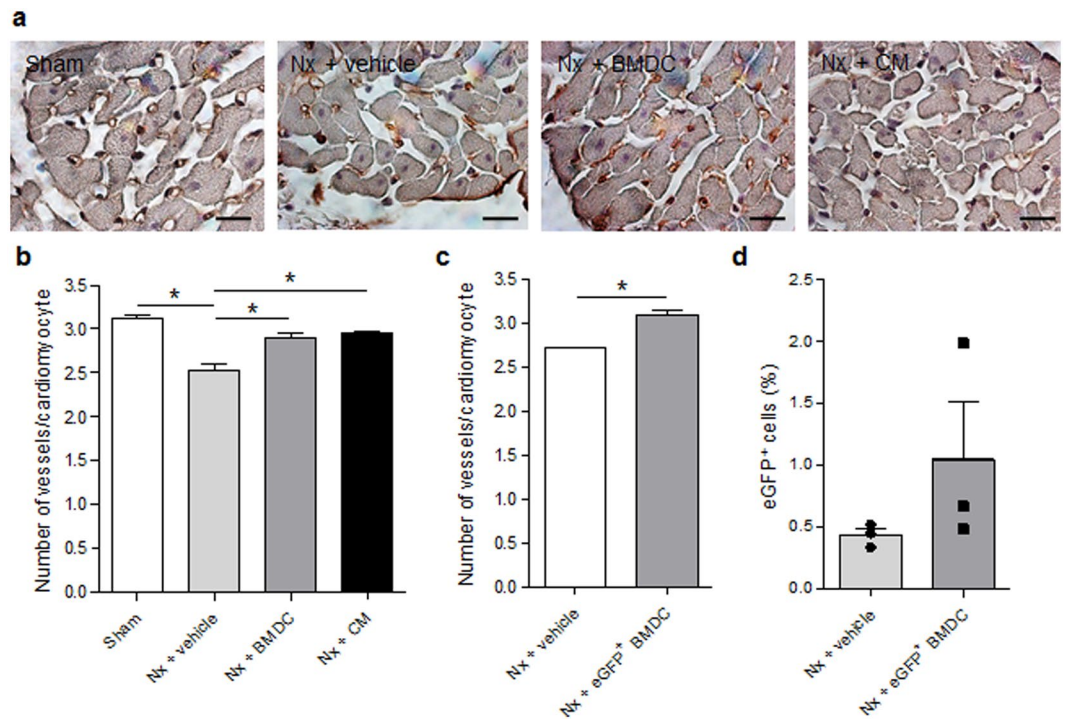 a
Sham
Nx + vehicle
Nx + BMDC
Nx + CM
b
Number of vessels/cardiomyocyte
3.5
3.0
2.5
2.0
1.5
1.0
0.5
0.0
*
*
*
Sham
Nx + vehicle
Nx + BMDC
Nx + CM
c
Number of vessels/cardiomyocyte
3.5
3.0
2.5
2.0
1.5
1.0
0.5
0.0
*
Nx + vehicle
Nx + eGFP⁺ BMDC
d
eGFP⁺ cells (%)
2.5
2.0
1.5
1.0
0.5
0.0
Nx + vehicle
Nx + eGFP⁺ BMDC